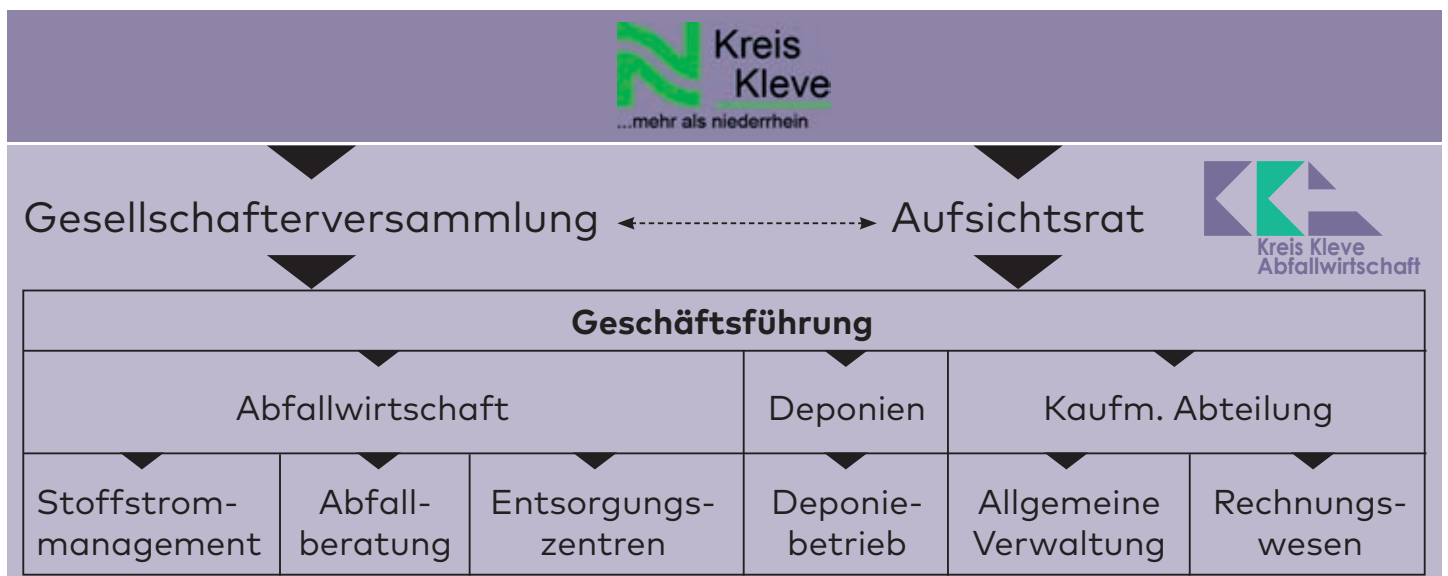 Kreis
Kleve
...mehr als niederrhein
Gesellschafterversammlung
Aufsichtsrat
Kreis Kleve
Abfallwirtschaft
Geschäftsführung
Abfallwirtschaft
Deponien
Kaufm. Abteilung
Stoffstrom-
management
Abfall-
beratung
Entsorgungs-
zentren
Deponie-
betrieb
Allgemeine
Verwaltung
Rechnungs-
wesen